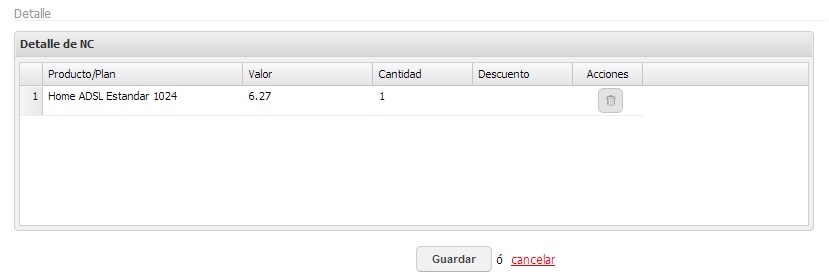 Detalle
Detalle de NC
Producto/Plan Valor Cantidad Descuento Acciones
1 Home ADSL Estandar 1024 6.27 1
Guardar ó cancelar